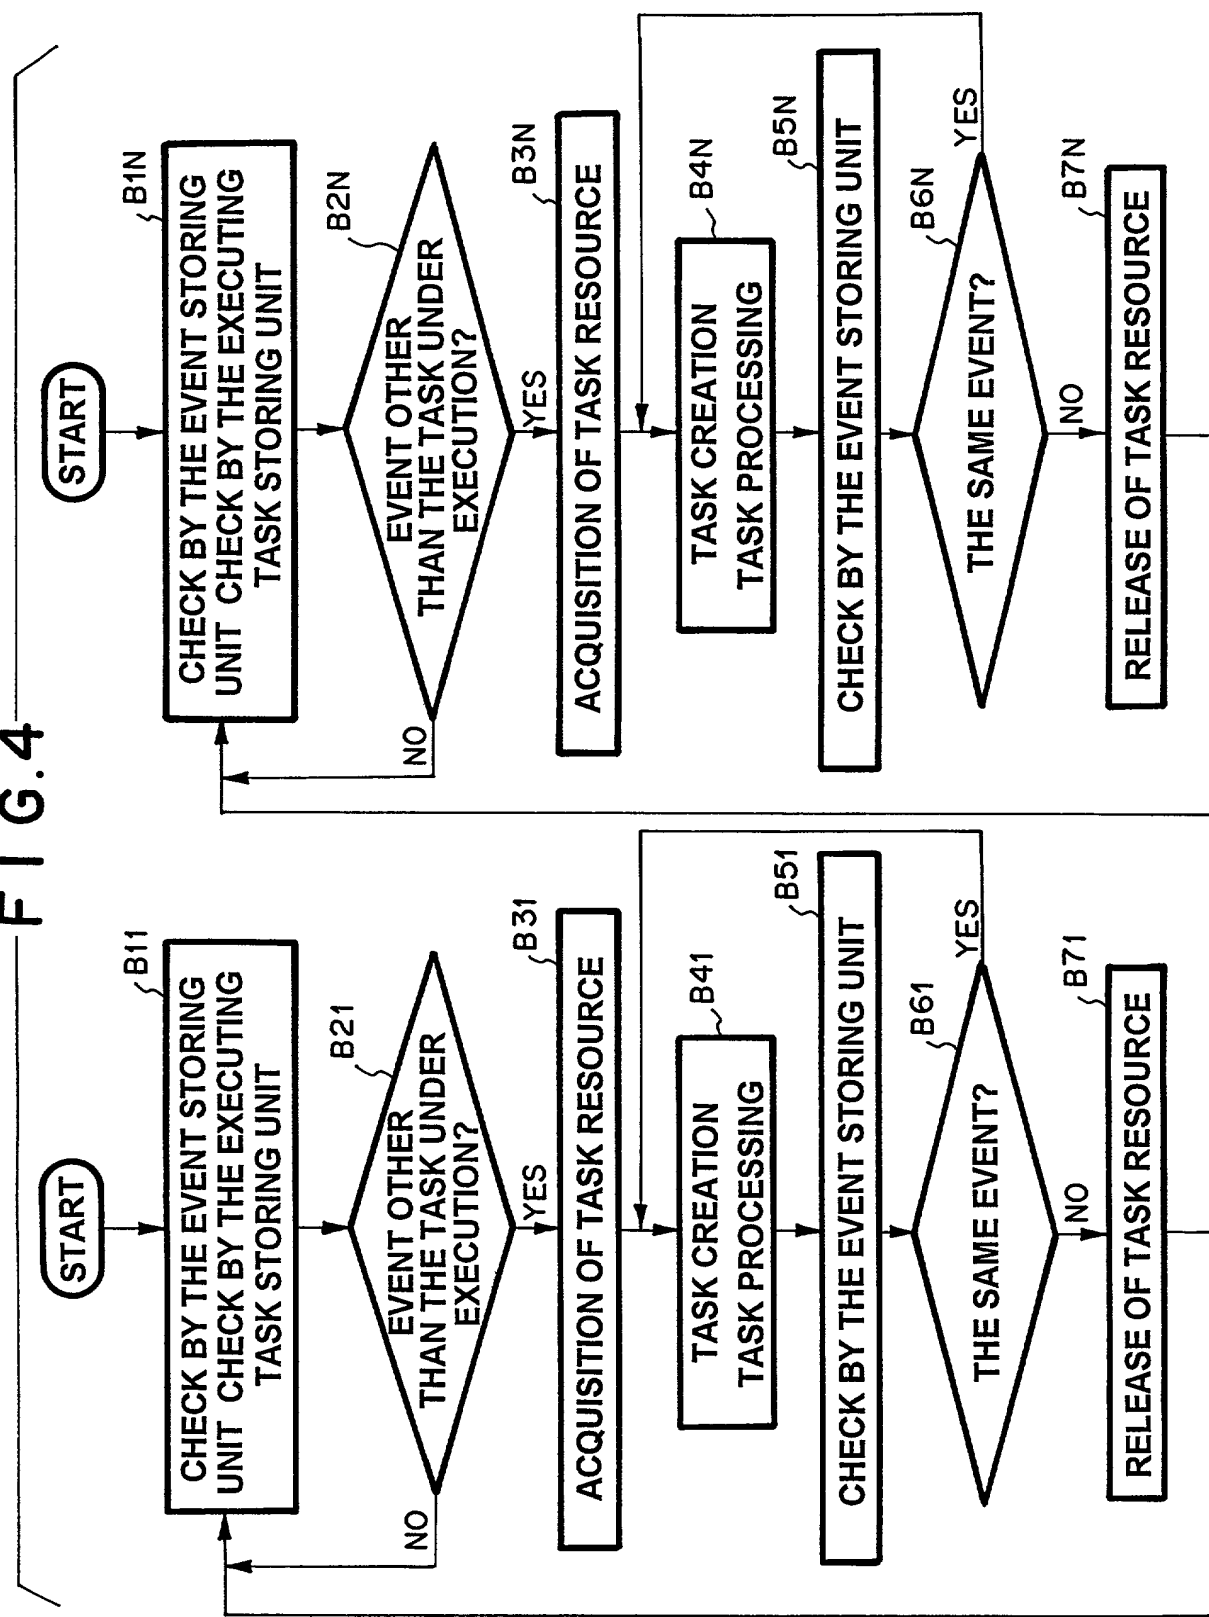 FIG.4
START
B11
CHECK BY THE EVENT STORING
UNIT CHECK BY THE EXECUTING
TASK STORING UNIT
B21
EVENT OTHER
THAN THE TASK UNDER
EXECUTION?
NO
YES
B31
ACQUISITION OF TASK RESOURCE
B41
TASK CREATION
TASK PROCESSING
B51
CHECK BY THE EVENT STORING UNIT
B61
THE SAME EVENT?
YES
NO
B71
RELEASE OF TASK RESOURCE
START
B1N
CHECK BY THE EVENT STORING
UNIT CHECK BY THE EXECUTING
TASK STORING UNIT
B2N
EVENT OTHER
THAN THE TASK UNDER
EXECUTION?
NO
YES
B3N
ACQUISITION OF TASK RESOURCE
B4N
TASK CREATION
TASK PROCESSING
B5N
CHECK BY THE EVENT STORING UNIT
B6N
THE SAME EVENT?
YES
NO
B7N
RELEASE OF TASK RESOURCE